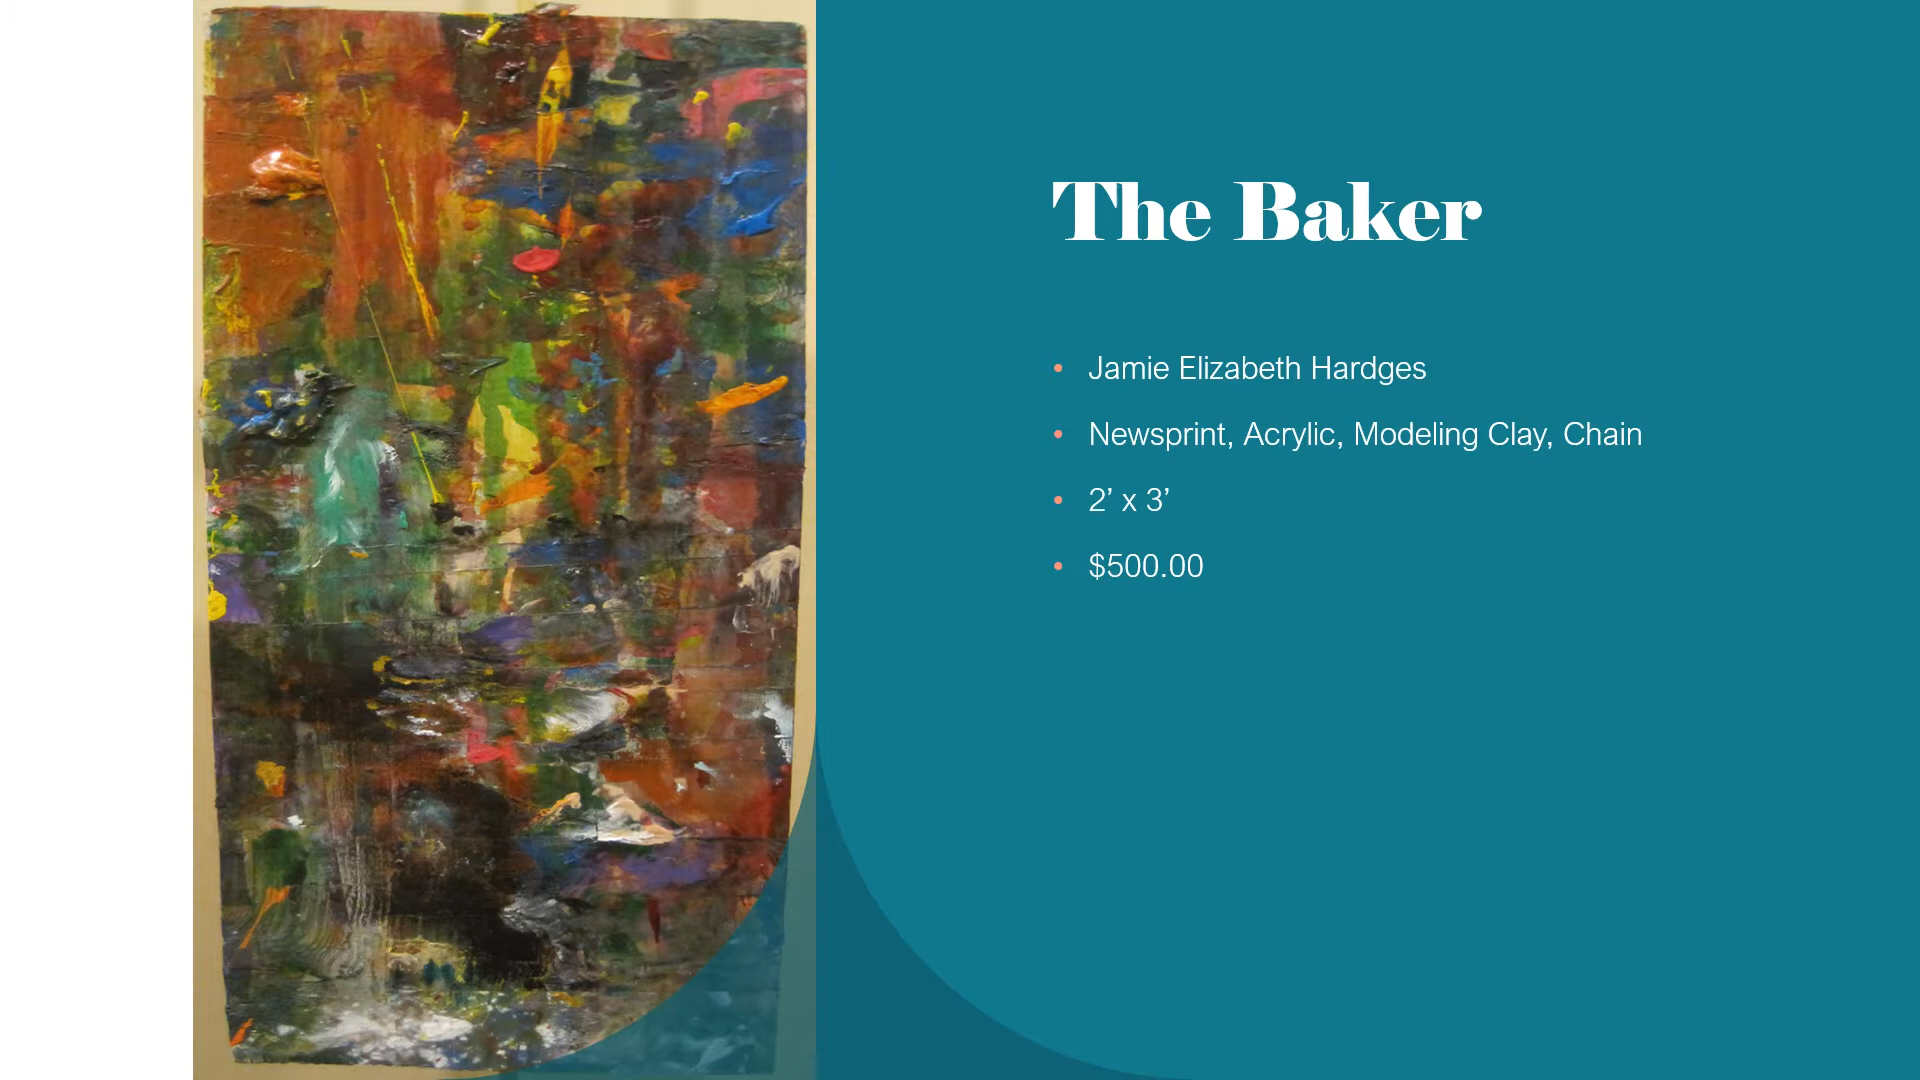 The Baker
• Jamie Elizabeth Hardges
• Newsprint, Acrylic, Modeling Clay, Chain
• 2’ x 3’
• $500.00